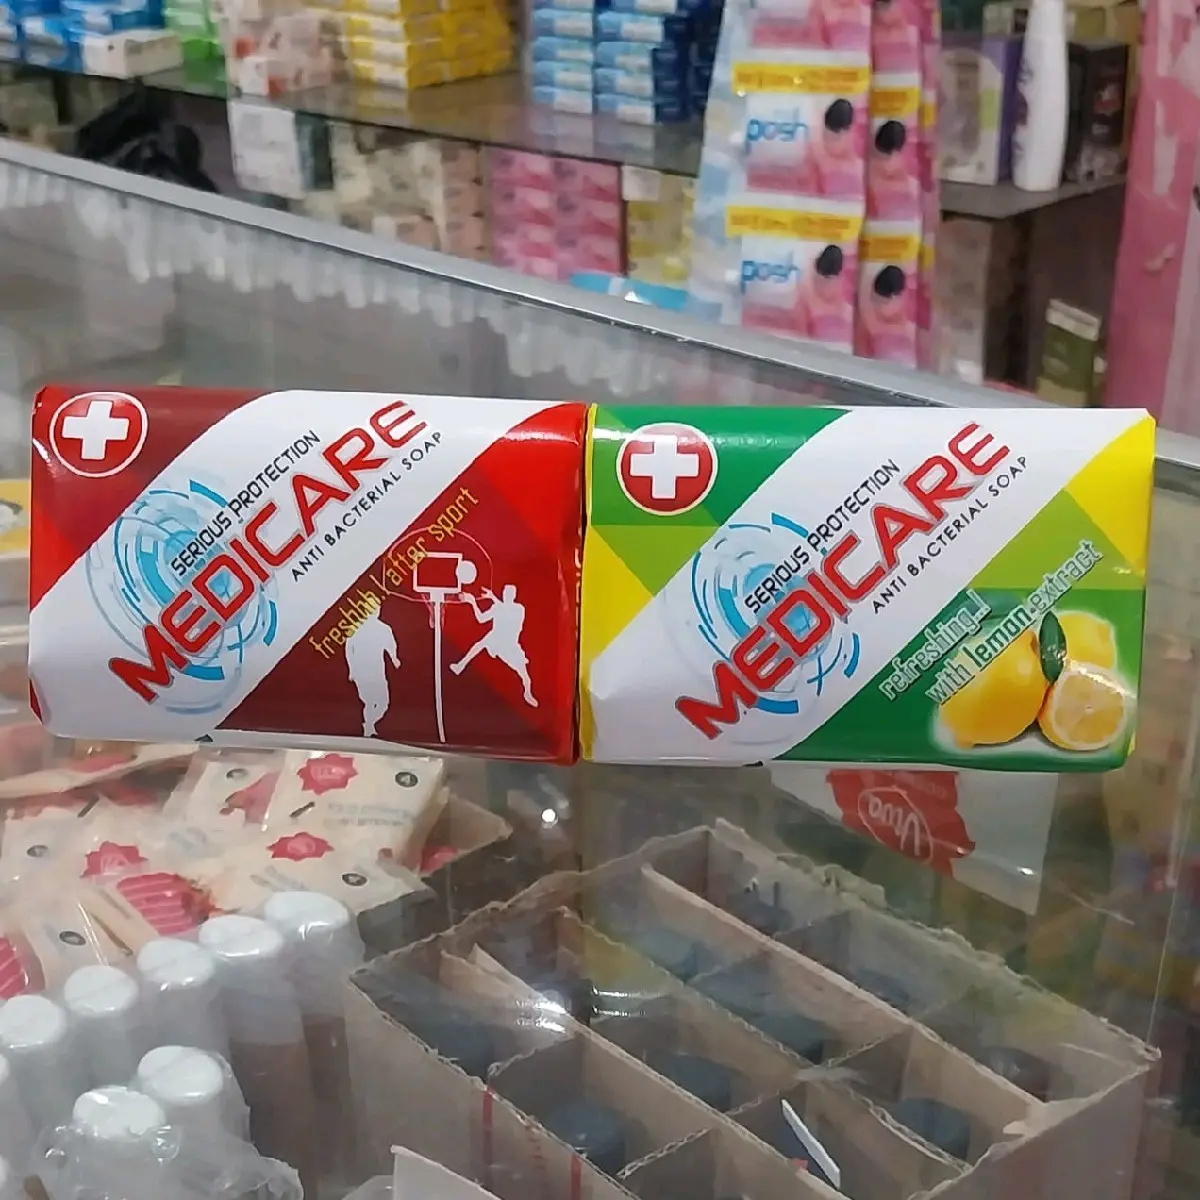 SERIOUS PROTECTION
MEDICARE
ANTI BACTERIAL SOAP
freshhh..! after sport
SERIOUS PROTECTION
MEDICARE
ANTI BACTERIAL SOAP
refreshing..!
with lemon extract
posh
posh
Viva